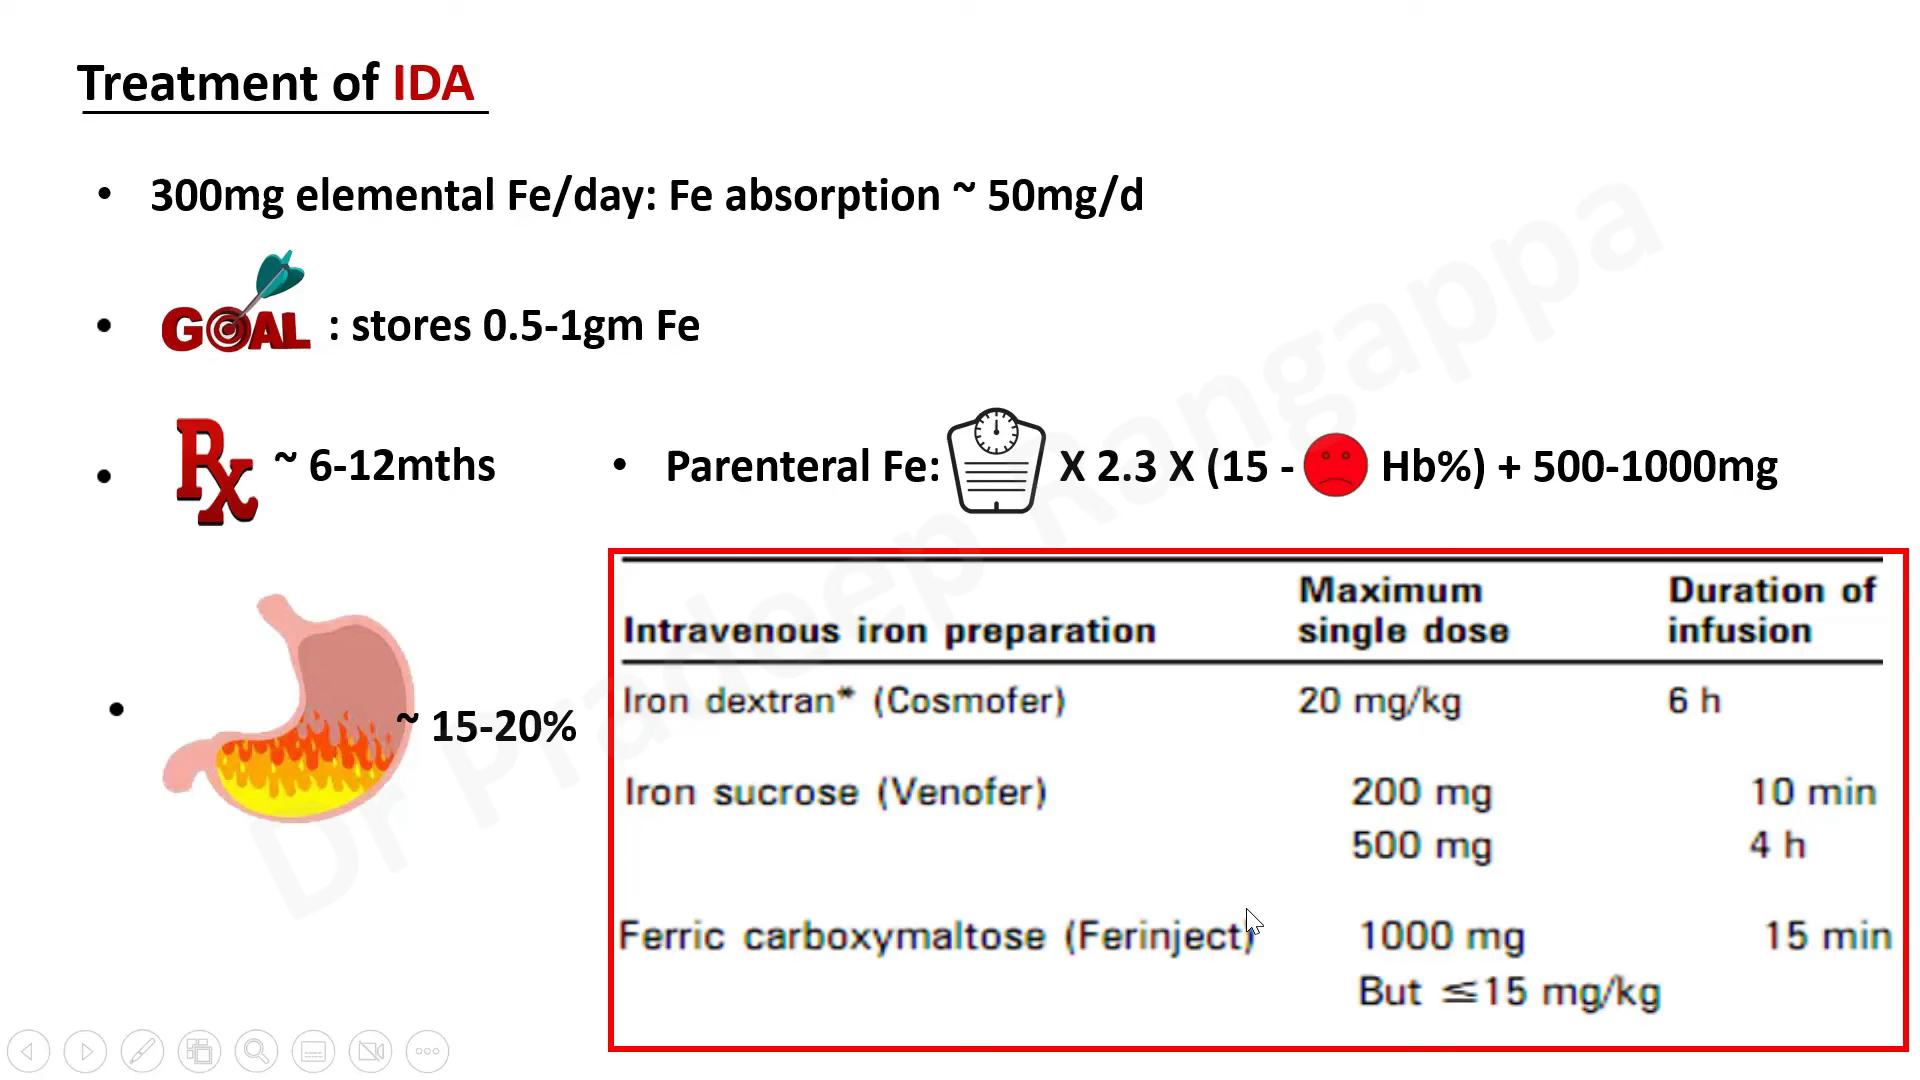 Treatment of IDA
• 300mg elemental Fe/day: Fe absorption ~ 50mg/d
• GOAL : stores 0.5-1gm Fe
• Rx ~ 6-12mths
• Parenteral Fe: X 2.3 X (15 - Hb%) + 500-1000mg
• ~ 15-20%
Intravenous iron preparation Maximum single dose Duration of infusion
Iron dextran* (Cosmofer) 20 mg/kg 6 h
Iron sucrose (Venofer) 200 mg 10 min
500 mg 4 h
Ferric carboxymaltose (Ferinject) 1000 mg 15 min
But ≤15 mg/kg
Dr Pradeep Rangappa